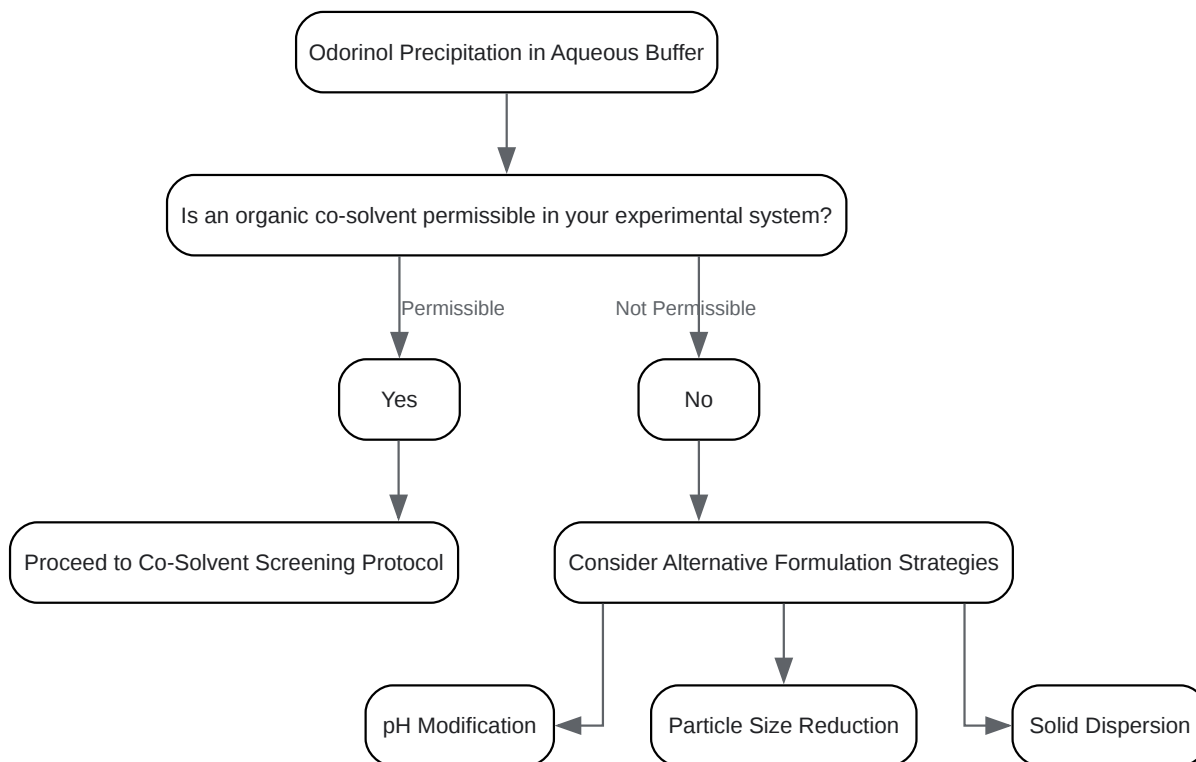 Odorinol Precipitation in Aqueous Buffer
Is an organic co-solvent permissible in your experimental system?
Permissible
Not Permissible
Yes
No
Proceed to Co-Solvent Screening Protocol
Consider Alternative Formulation Strategies
pH Modification
Particle Size Reduction
Solid Dispersion